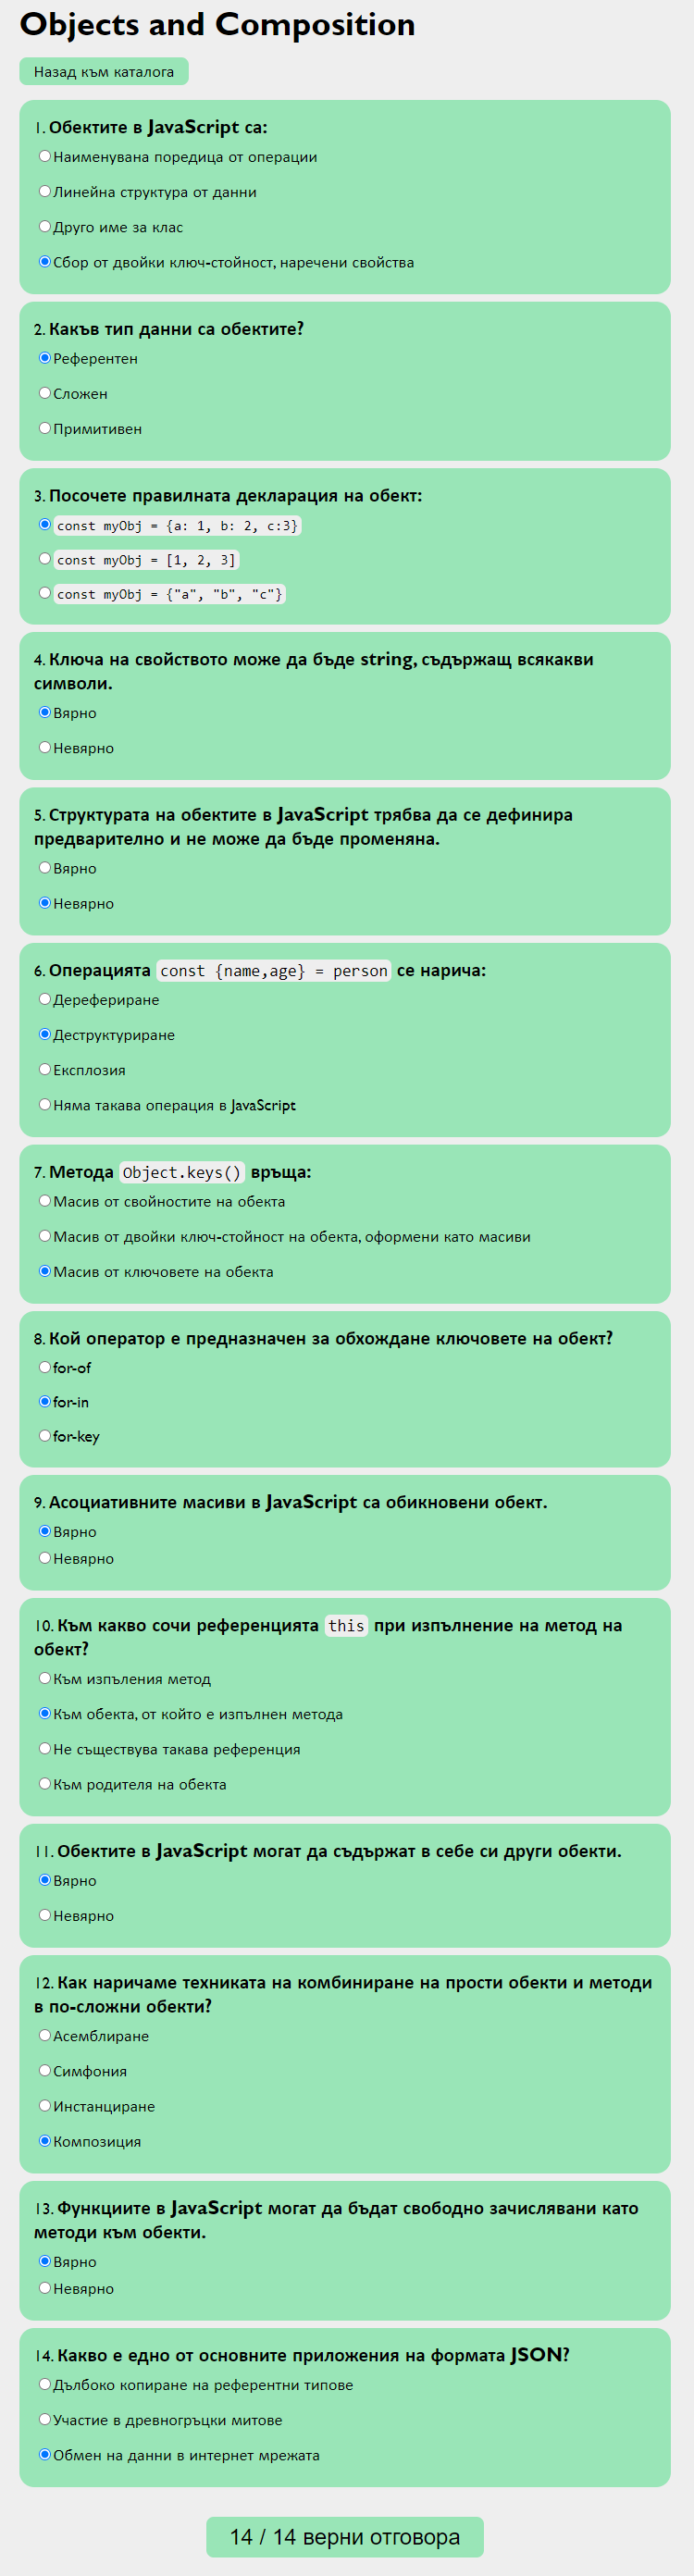 Objects and Composition
Назад към каталога
1. Обектите в JavaScript са:
Наименувана поредица от операции
Линейна структура от данни
Друго име за клас
Сбор от двойки ключ-стойност, наречени свойства
2. Какъв тип данни са обектите?
Референтен
Сложен
Примитивен
3. Посочете правилната декларация на обект:
const myObj = {a: 1, b: 2, c:3}
const myObj = [1, 2, 3]
const myObj = {"a", "b", "c"}
4. Ключа на свойството може да бъде string, съдържащ всякакви
символи.
Вярно
Невярно
5. Структурата на обектите в JavaScript трябва да се дефинира
предварително и не може да бъде променяна.
Вярно
Невярно
6. Операцията const {name,age} = person се нарича:
Дерефериране
Деструктуриране
Експлозия
Няма такава операция в JavaScript
7. Метода Object.keys() връща:
Масив от свойностите на обекта
Масив от двойки ключ-стойност на обекта, оформени като масиви
Масив от ключовете на обекта
8. Кой оператор е предназначен за обхождане ключовете на обект?
for-of
for-in
for-key
9. Асоциативните масиви в JavaScript са обикновени обект.
Вярно
Невярно
10. Към какво сочи референцията this при изпълнение на метод на
обект?
Към изпъления метод
Към обекта, от който е изпълнен метода
Не съществува такава референция
Към родителя на обекта
11. Обектите в JavaScript могат да съдържат в себе си други обекти.
Вярно
Невярно
12. Как наричаме техниката на комбиниране на прости обекти и методи
в по-сложни обекти?
Асемблиране
Симфония
Инстанциране
Композиция
13. Функциите в JavaScript могат да бъдат свободно зачислявани като
методи към обекти.
Вярно
Невярно
14. Какво е едно от основните приложения на формата JSON?
Дълбоко копиране на референтни типове
Участие в древногръцки митове
Обмен на данни в интернет мрежата
14 / 14 верни отговора